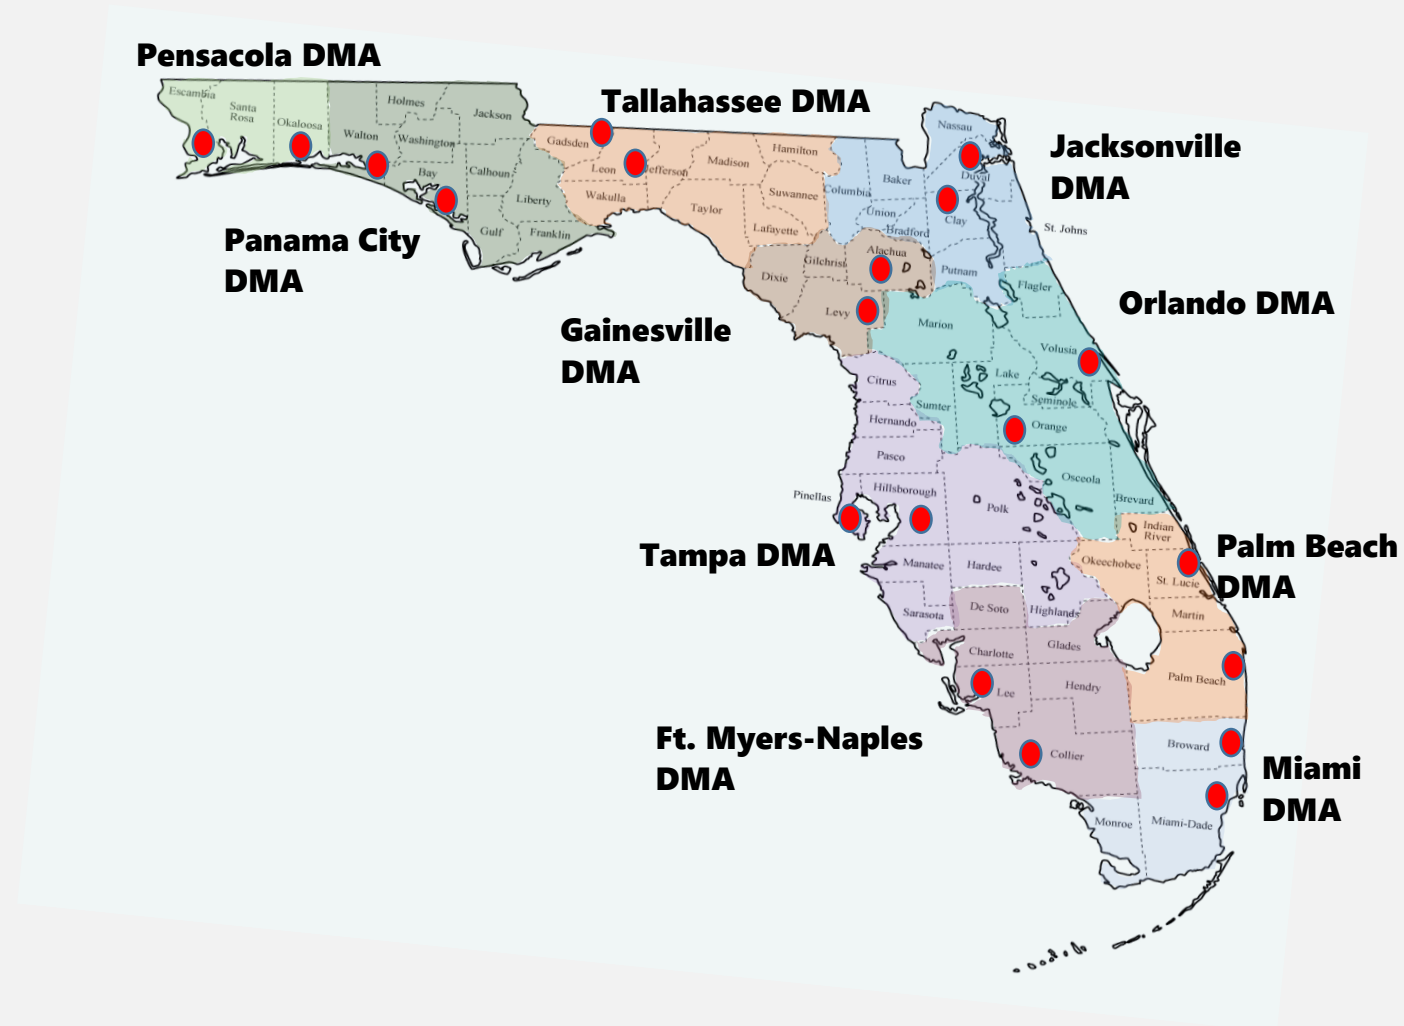 Pensacola DMA
Tallahassee DMA
Jacksonville
DMA
Panama City
DMA
Orlando DMA
Gainesville
DMA
Tampa DMA
Palm Beach
DMA
Ft. Myers-Naples
DMA
Miami
DMA
Escambia
Santa
Rosa
Okaloosa
Walton
Holmes
Washington
Jackson
Bay
Calhoun
Gulf
Liberty
Franklin
Gadsden
Leon
Jefferson
Wakulla
Madison
Taylor
Hamilton
Suwannee
Lafayette
Columbia
Baker
Nassau
Duval
Union
Bradford
Clay
St. Johns
Putnam
Alachua
Gilchrist
Dixie
Levy
Marion
Flagler
Volusia
Lake
Sumter
Seminole
Orange
Osceola
Brevard
Citrus
Hernando
Pasco
Pinellas
Hillsborough
Polk
Manatee
Hardee
Sarasota
Highlands
De Soto
Okeechobee
Indian
River
St. Lucie
Martin
Palm Beach
Charlotte
Glades
Lee
Hendry
Collier
Broward
Monroe
Miami-Dade